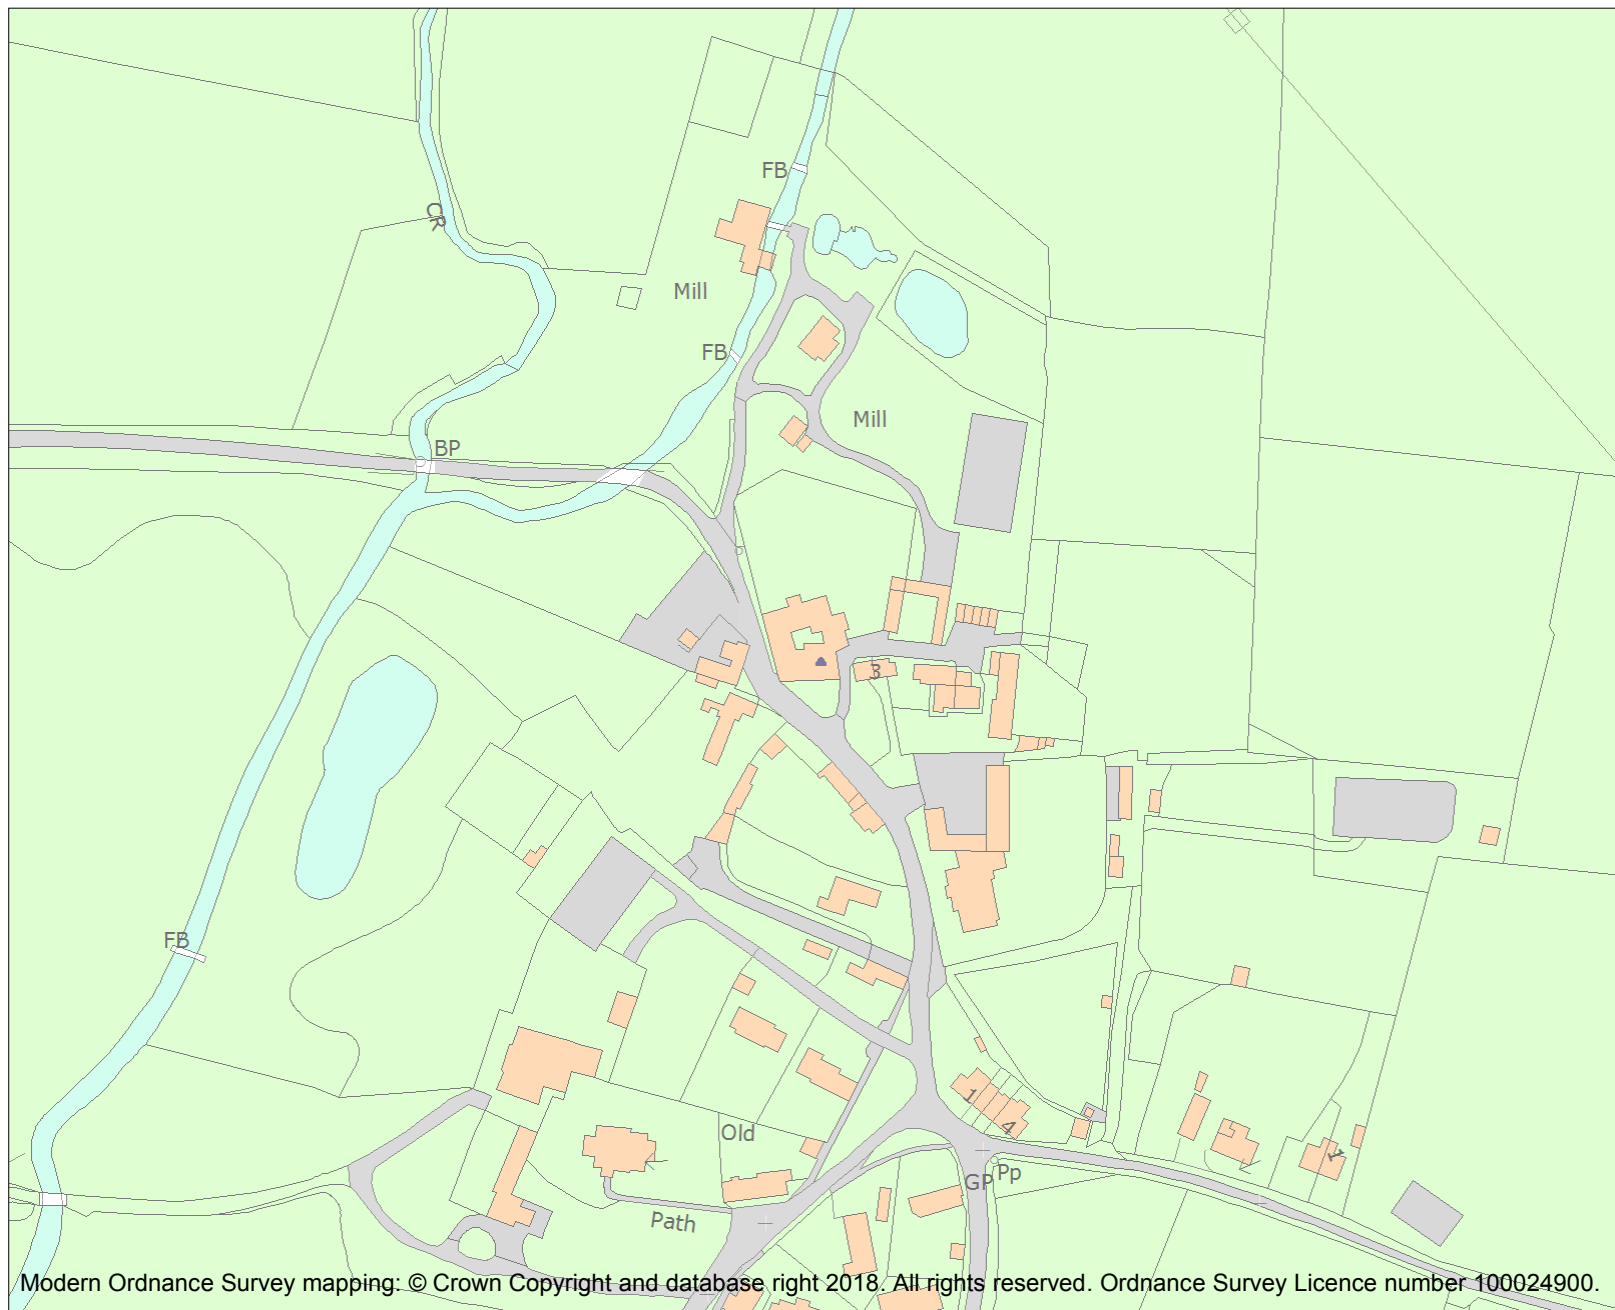 FB
CR
Mill
FB
Mill
BP
3
FB
1
4
Old
1
Pp
GP
Path
Modern Ordnance Survey mapping: © Crown Copyright and database right 2018. All rights reserved. Ordnance Survey Licence number 100024900.